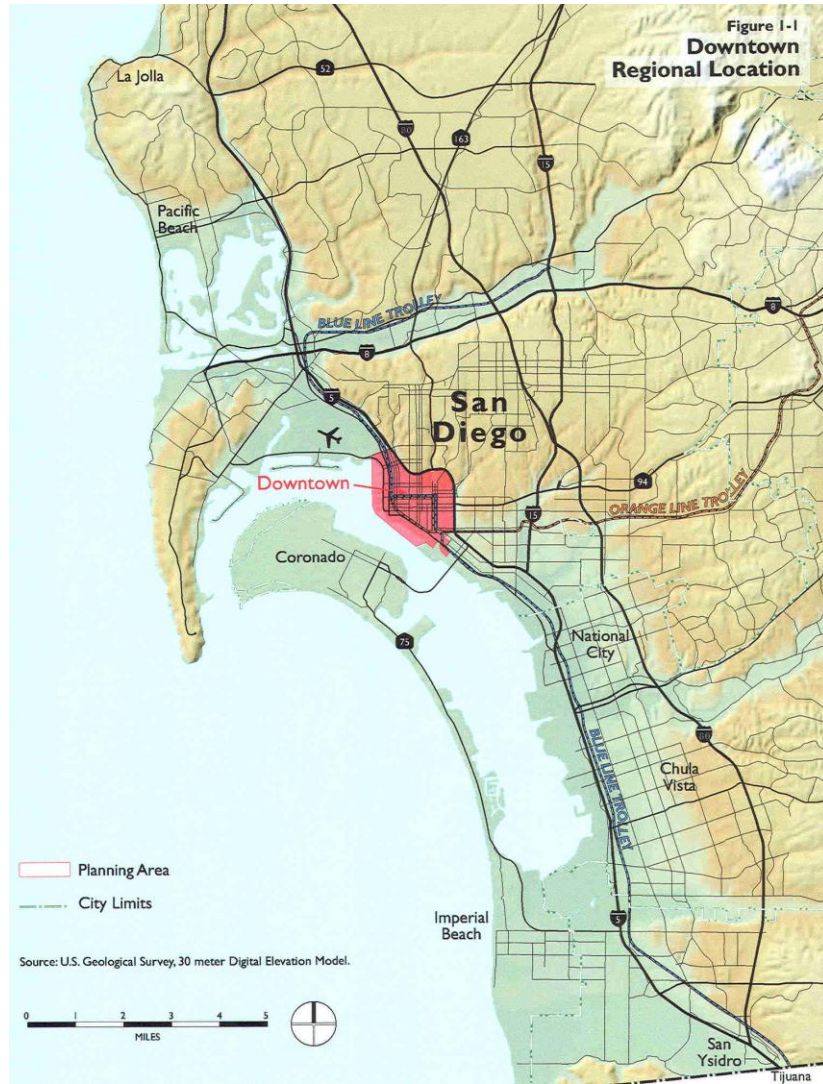 Figure 1-1
Downtown
Regional Location
La Jolla
52
80
163
15
Pacific
Beach
BLUE LINE TROLLEY
8
8
5
San
Diego
Downtown
94
15
ORANGE LINE TROLLEY
Coronado
National
City
75
BLUE LINE TROLLEY
80
Chula
Vista
Planning Area
City Limits
Imperial
Beach
5
Source: U.S. Geological Survey, 30 meter Digital Elevation Model.
0 1 2 3 4 5
MILES
San
Ysidro
Tijuana